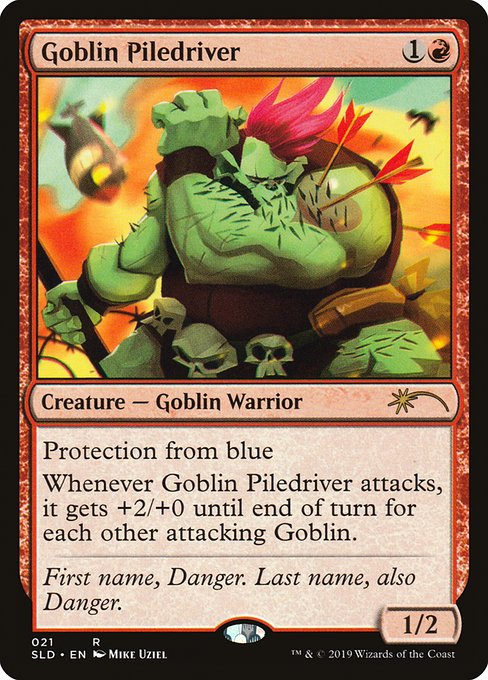 Goblin Piledriver 1
Creature — Goblin Warrior
Protection from blue
Whenever Goblin Piledriver attacks,
it gets +2/+0 until end of turn for
each other attacking Goblin.
First name, Danger. Last name, also
Danger.
1/2
021 R
SLD • EN Mike Uziel ™ & © 2019 Wizards of the Coast